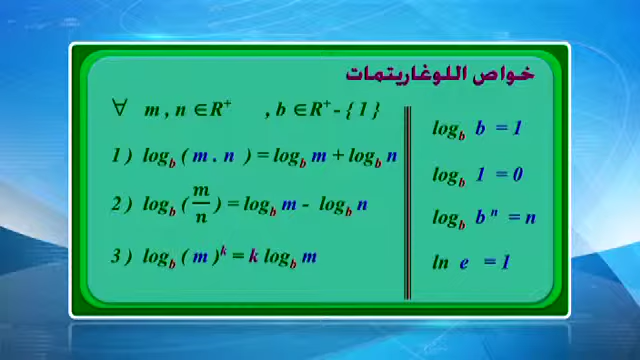 خواص اللوغاريتمات
∀ m , n ∈ R⁺ , b ∈ R⁺ - { 1 }
1 ) log_b ( m . n ) = log_b m + log_b n
2 ) log_b ( m/n ) = log_b m - log_b n
3 ) log_b ( m )^k = k log_b m
log_b b = 1
log_b 1 = 0
log_b b^n = n
ln e = 1